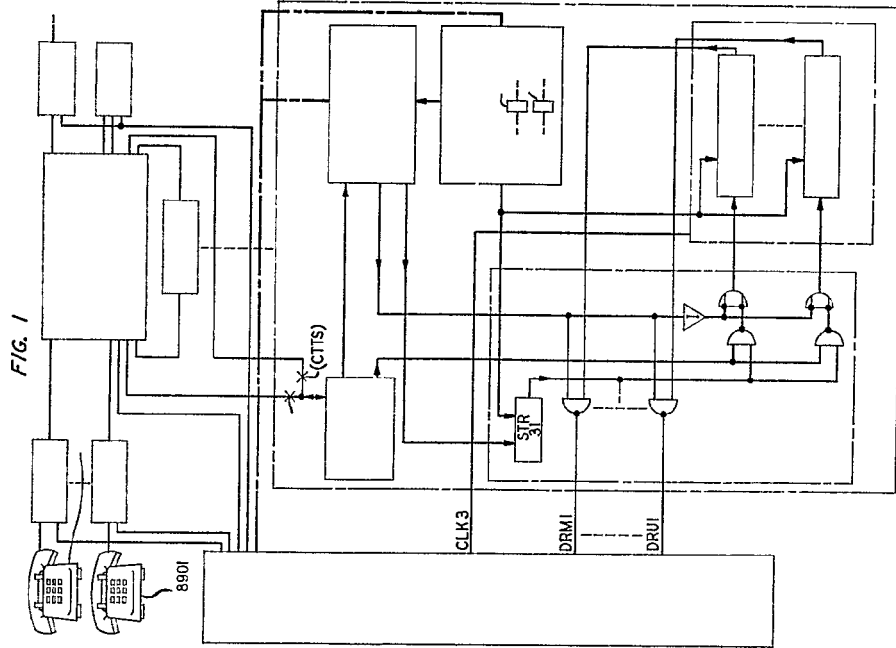 FIG. 1
(CTTS)
STR
31
CLK3
DRM1
DRU1
8901